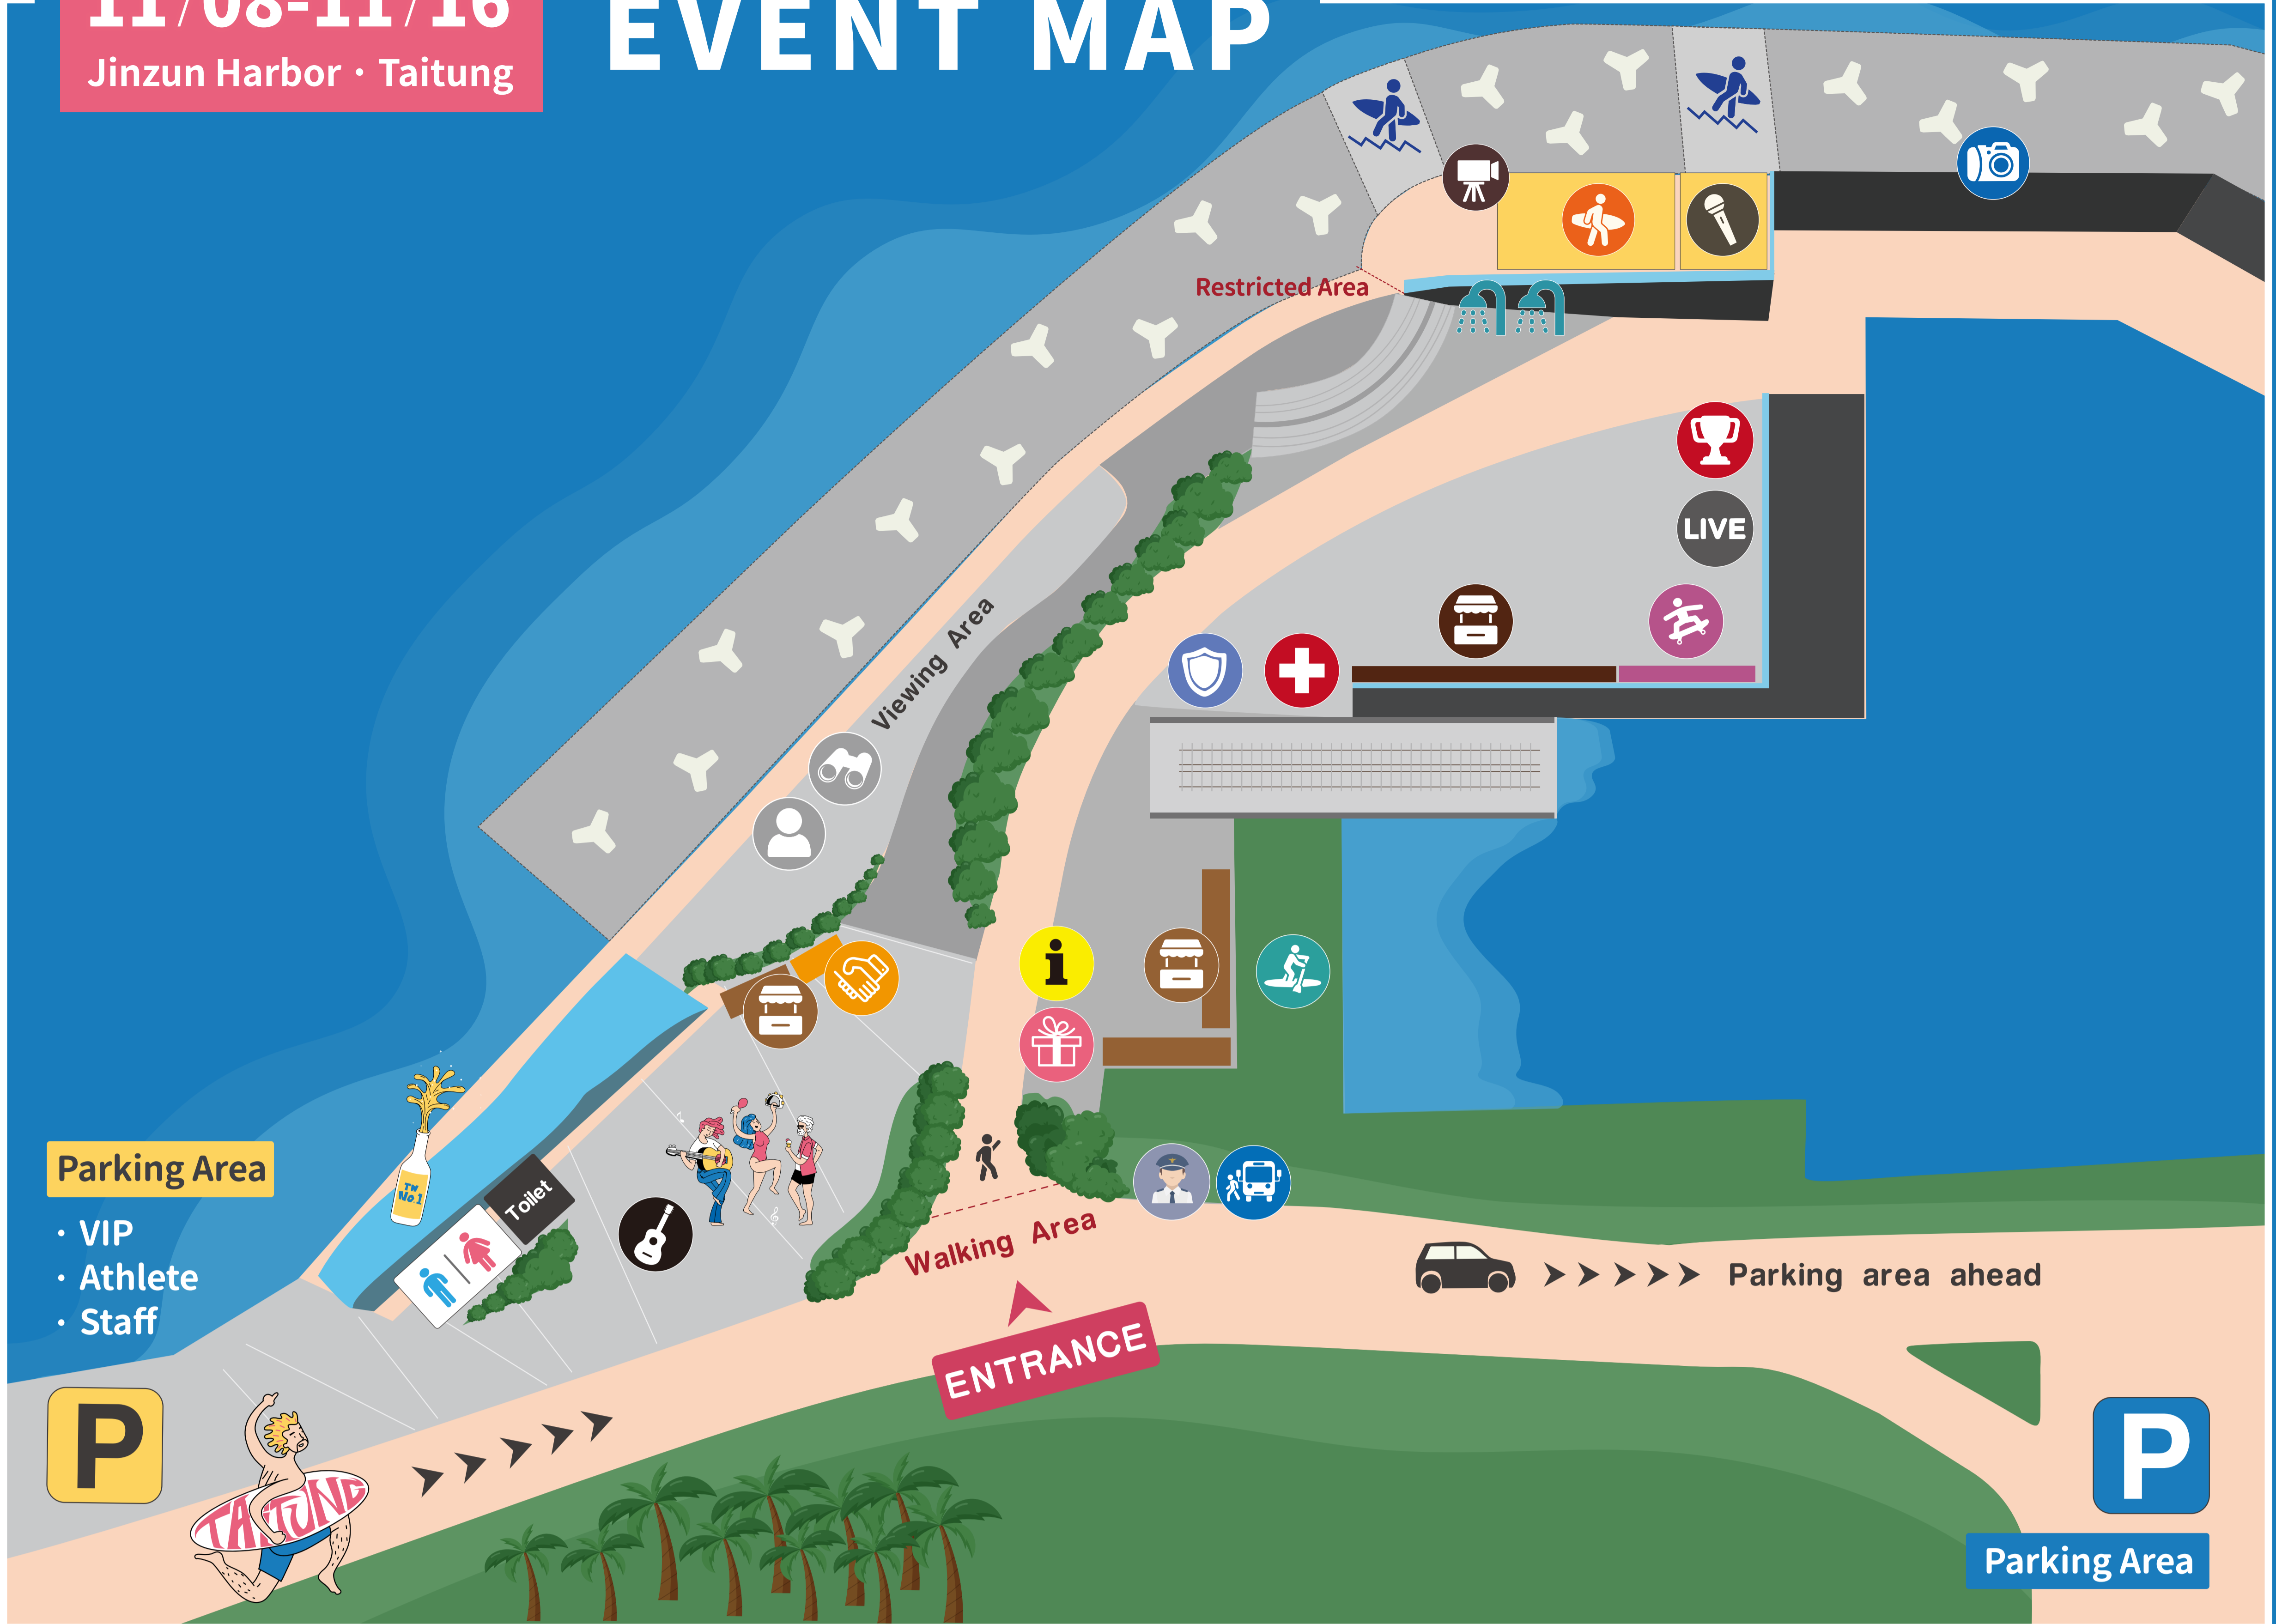 11/08-11/16
Jinzun Harbor · Taitung
EVENT MAP
Restricted Area
LIVE
Viewing Area
i
TW
No.1
Toilet
Walking Area
ENTRANCE
Parking area ahead
Parking Area
· VIP
· Athlete
· Staff
P
TAITUNG
P
Parking Area